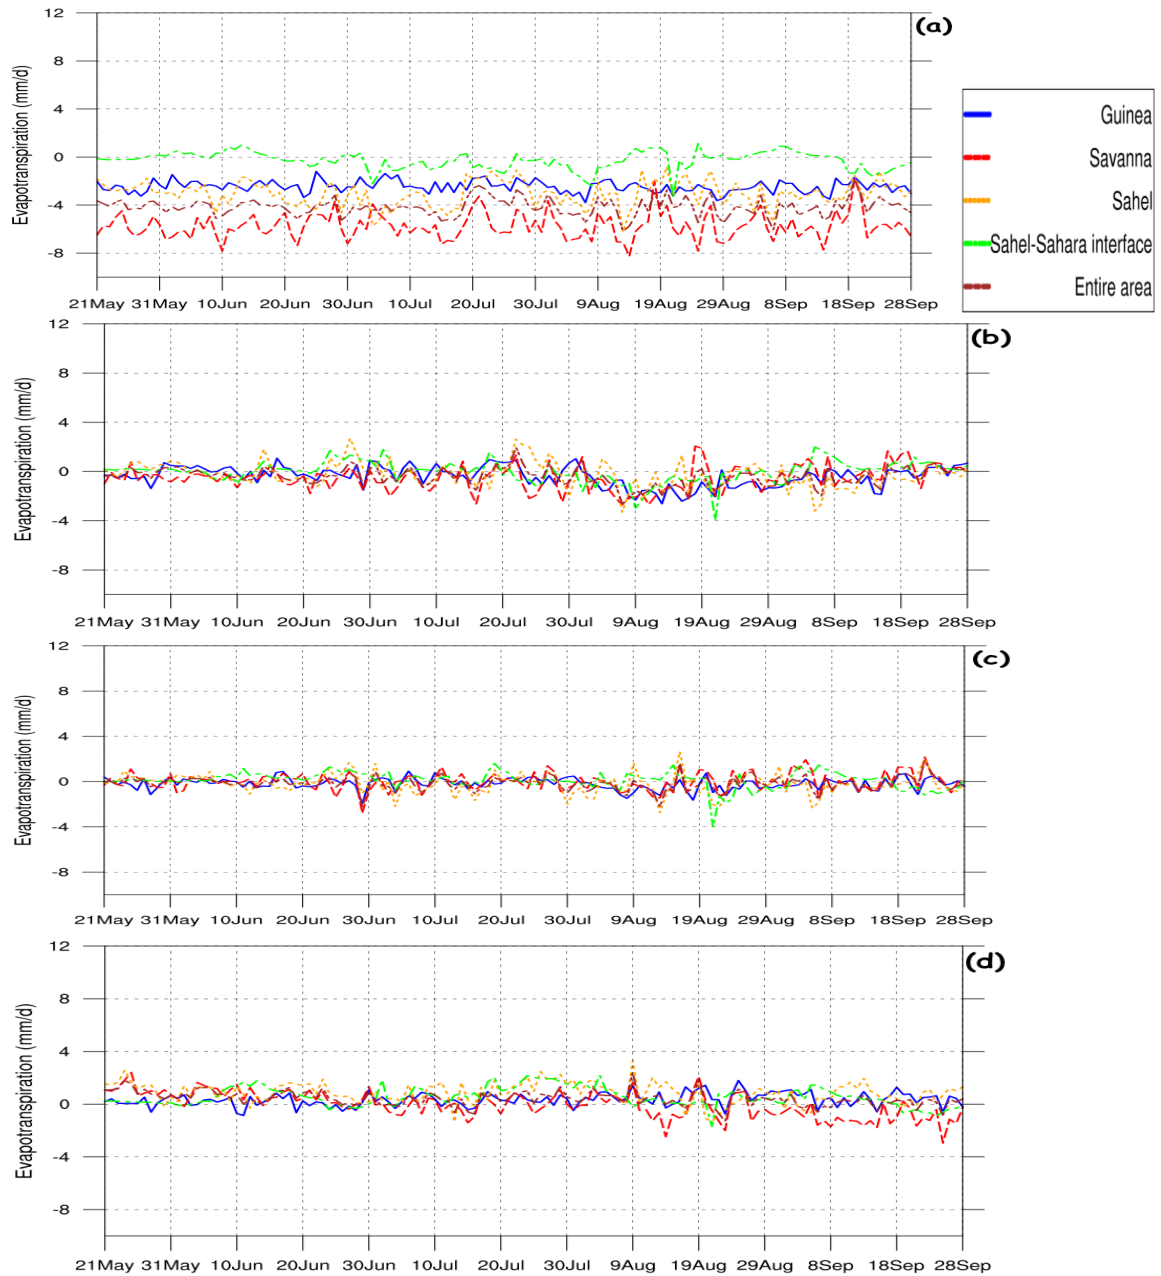 (a)
Evapotranspiration (mm/d)
12
8
4
0
-4
-8
21May 31May 10Jun 20Jun 30Jun 10Jul 20Jul 30Jul 9Aug 19Aug 29Aug 8Sep 18Sep 28Sep
Guinea
Savanna
Sahel
Sahel-Sahara interface
Entire area
(b)
Evapotranspiration (mm/d)
12
8
4
0
-4
-8
21May 31May 10Jun 20Jun 30Jun 10Jul 20Jul 30Jul 9Aug 19Aug 29Aug 8Sep 18Sep 28Sep
(c)
Evapotranspiration (mm/d)
12
8
4
0
-4
-8
21May 31May 10Jun 20Jun 30Jun 10Jul 20Jul 30Jul 9Aug 19Aug 29Aug 8Sep 18Sep 28Sep
(d)
Evapotranspiration (mm/d)
12
8
4
0
-4
-8
21May 31May 10Jun 20Jun 30Jun 10Jul 20Jul 30Jul 9Aug 19Aug 29Aug 8Sep 18Sep 28Sep